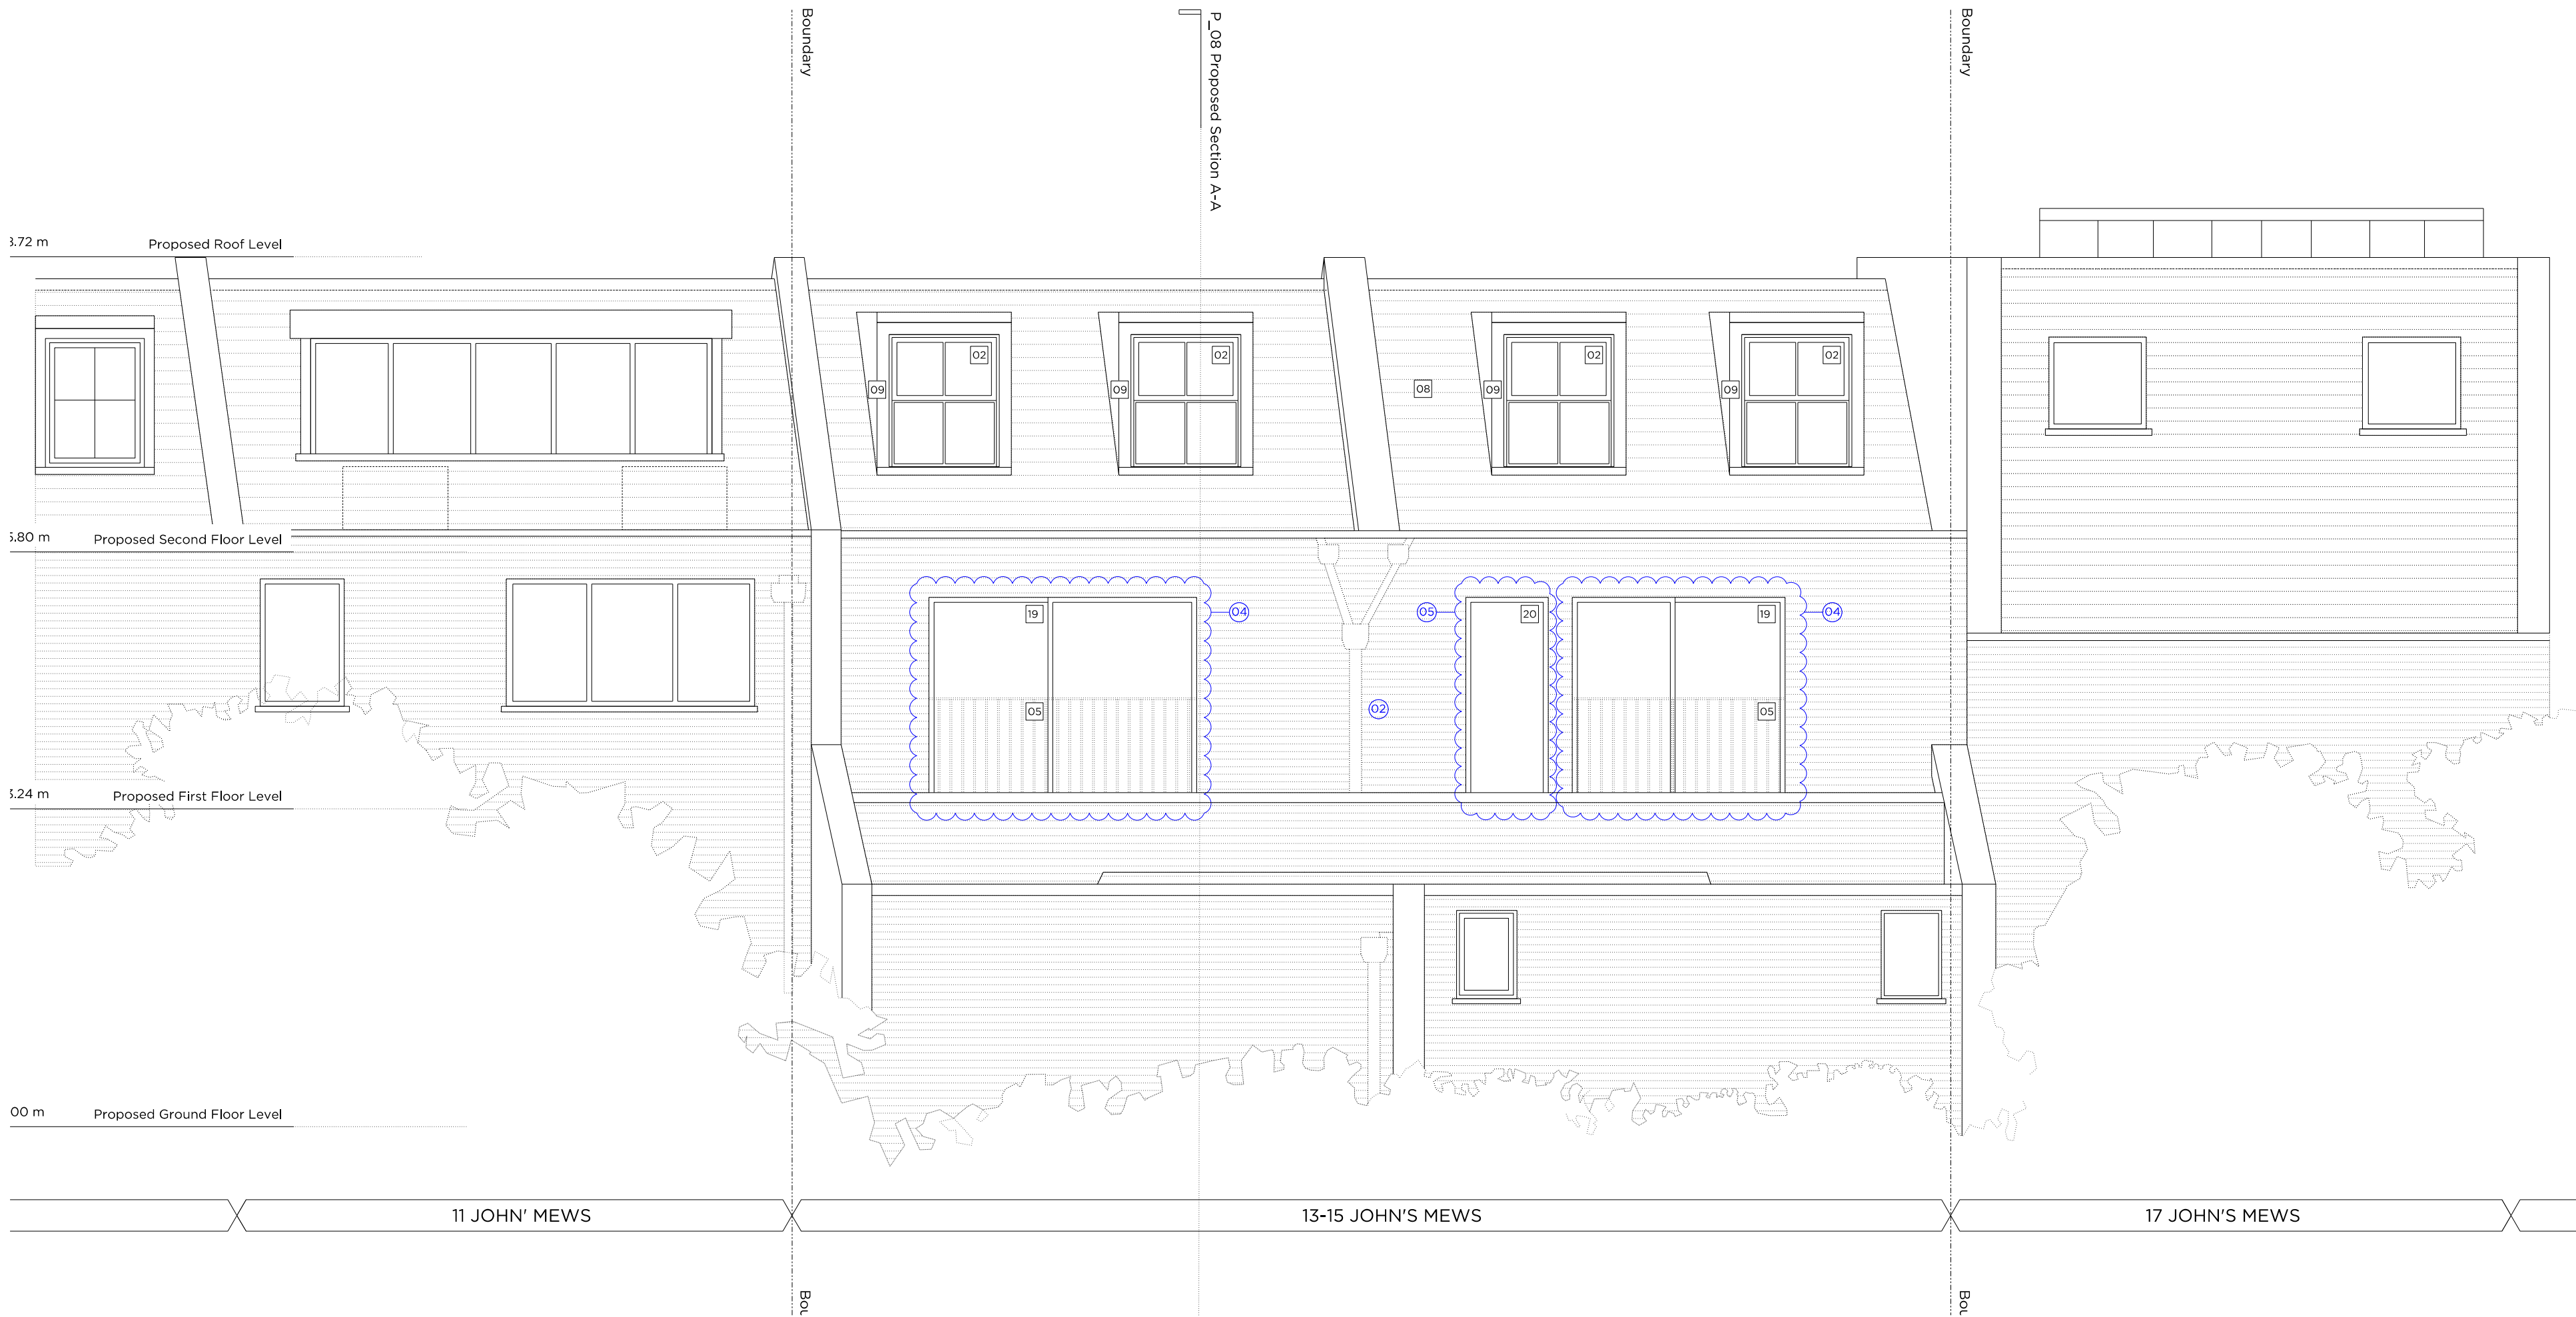 Boundary
P_08 Proposed Section A-A
Boundary
3.72 m Proposed Roof Level
02
02
02
02
09
09
08
09
09
5.80 m Proposed Second Floor Level
19
04
05
20
19
04
05
02
05
3.24 m Proposed First Floor Level
00 m Proposed Ground Floor Level
11 JOHN' MEWS
13-15 JOHN'S MEWS
17 JOHN'S MEWS
Bou
Bou